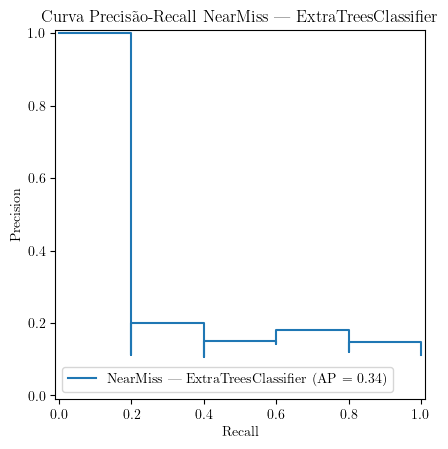 Curva Precisão-Recall NearMiss — ExtraTreesClassifier
1.0
0.8
0.6
0.4
0.2
0.0
Precision
NearMiss — ExtraTreesClassifier (AP = 0.34)
0.0 0.2 0.4 0.6 0.8 1.0
Recall